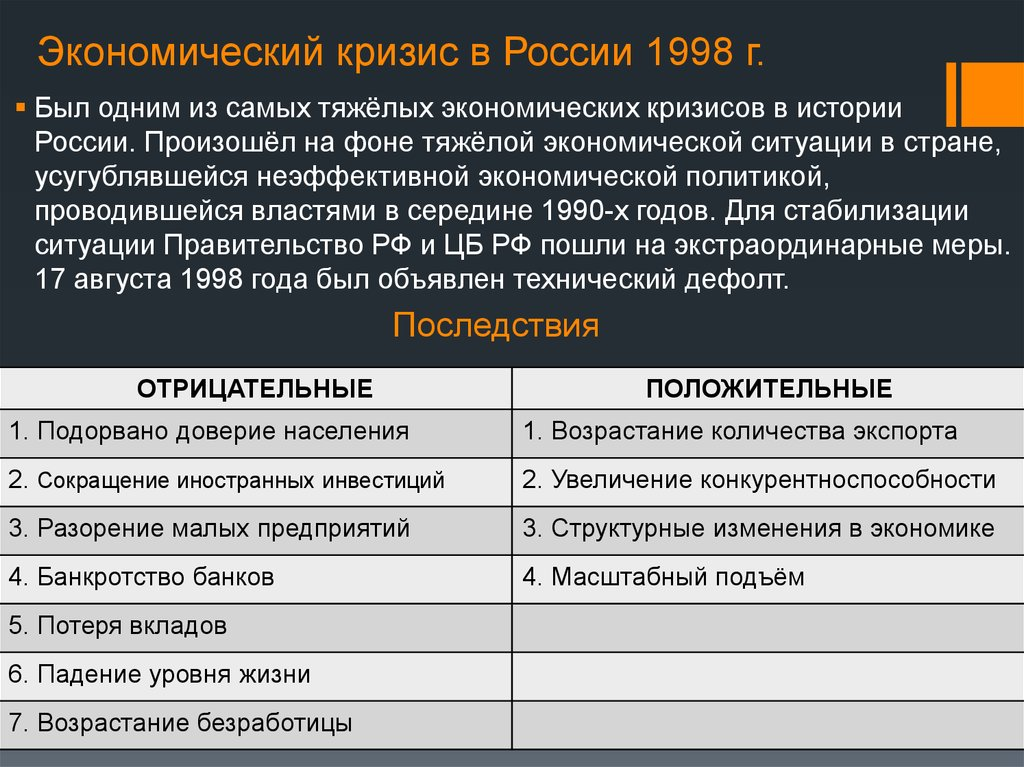 Экономический кризис в России 1998 г.
▪ Был одним из самых тяжёлых экономических кризисов в истории
России. Произошёл на фоне тяжёлой экономической ситуации в стране,
усугублявшейся неэффективной экономической политикой,
проводившейся властями в середине 1990-х годов. Для стабилизации
ситуации Правительство РФ и ЦБ РФ пошли на экстраординарные меры.
17 августа 1998 года был объявлен технический дефолт.
Последствия
ОТРИЦАТЕЛЬНЫЕ ПОЛОЖИТЕЛЬНЫЕ
1. Подорвано доверие населения 1. Возрастание количества экспорта
2. Сокращение иностранных инвестиций 2. Увеличение конкурентноспособности
3. Разорение малых предприятий 3. Структурные изменения в экономике
4. Банкротство банков 4. Масштабный подъём
5. Потеря вкладов
6. Падение уровня жизни
7. Возрастание безработицы